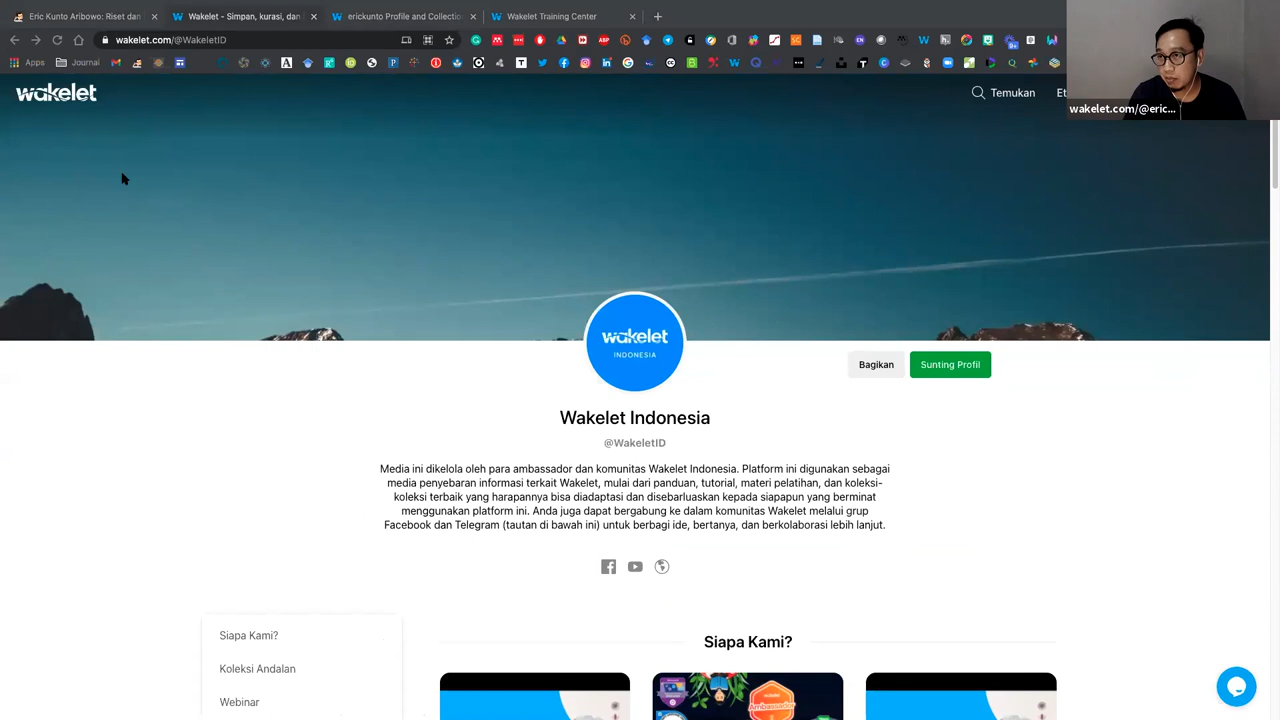 Eric Kunto Aribowo: Riset dan
Wakelet - Simpan, kurasi, dan
erickunto Profile and Collection
Wakelet Training Center
wakelet.com/@WakeletID
Apps
Journal
wakelet
Temukan
wakelet.com/@eric...
wakelet
INDONESIA
Bagikan
Sunting Profil
Wakelet Indonesia
@WakeletID
Media ini dikelola oleh para ambassador dan komunitas Wakelet Indonesia. Platform ini digunakan sebagai
media penyebaran informasi terkait Wakelet, mulai dari panduan, tutorial, materi pelatihan, dan koleksi-
koleksi terbaik yang harapannya bisa diadaptasi dan disebarluaskan kepada siapapun yang berminat
menggunakan platform ini. Anda juga dapat bergabung ke dalam komunitas Wakelet melalui grup
Facebook dan Telegram (tautan di bawah ini) untuk berbagi ide, bertanya, dan berkolaborasi lebih lanjut.
Siapa Kami?
Koleksi Andalan
Webinar
Siapa Kami?
Ambassador